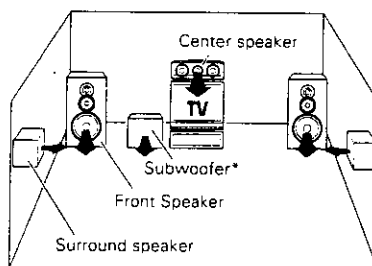 Center speaker
TV
Subwoofer*
Front Speaker
Surround speaker